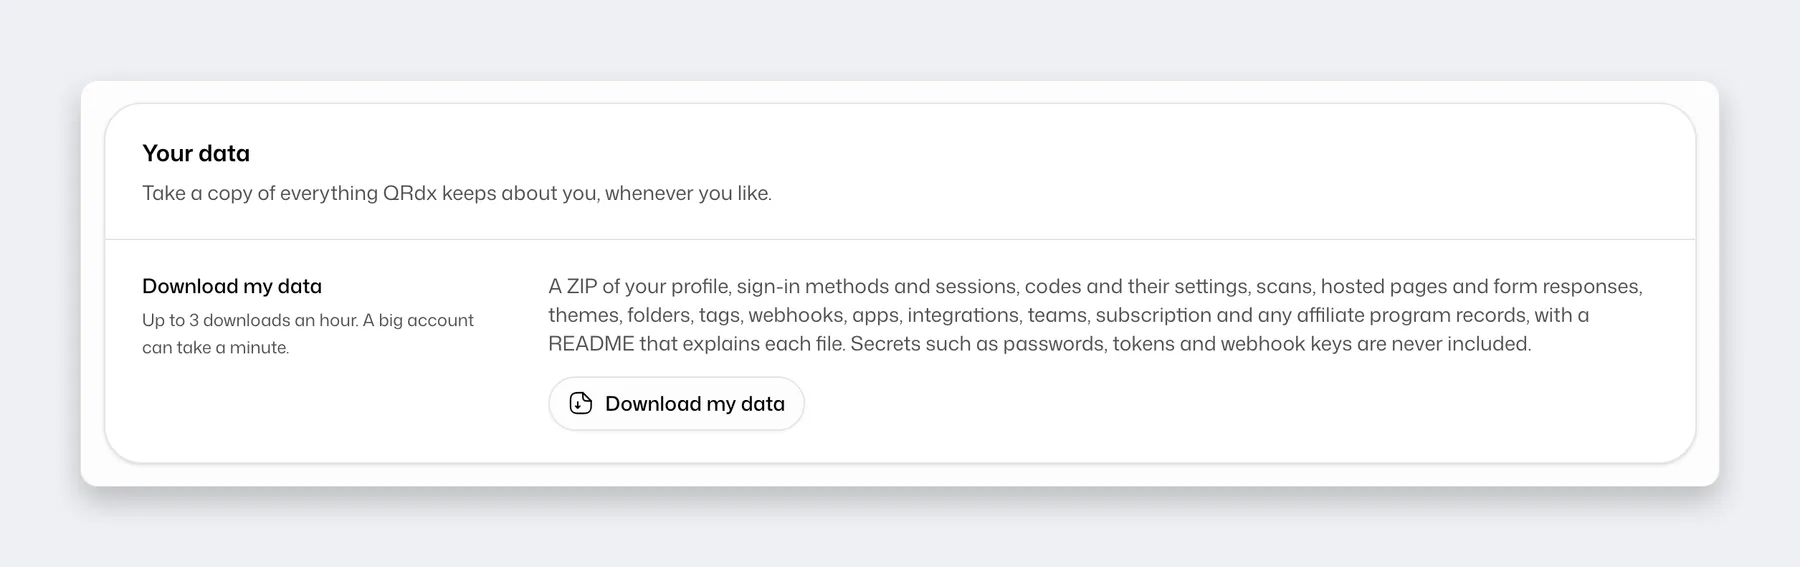 Your data
Take a copy of everything QRdx keeps about you, whenever you like.
Download my data
Up to 3 downloads an hour. A big account
can take a minute.
A ZIP of your profile, sign-in methods and sessions, codes and their settings, scans, hosted pages and form responses,
themes, folders, tags, webhooks, apps, integrations, teams, subscription and any affiliate program records, with a
README that explains each file. Secrets such as passwords, tokens and webhook keys are never included.
Download my data